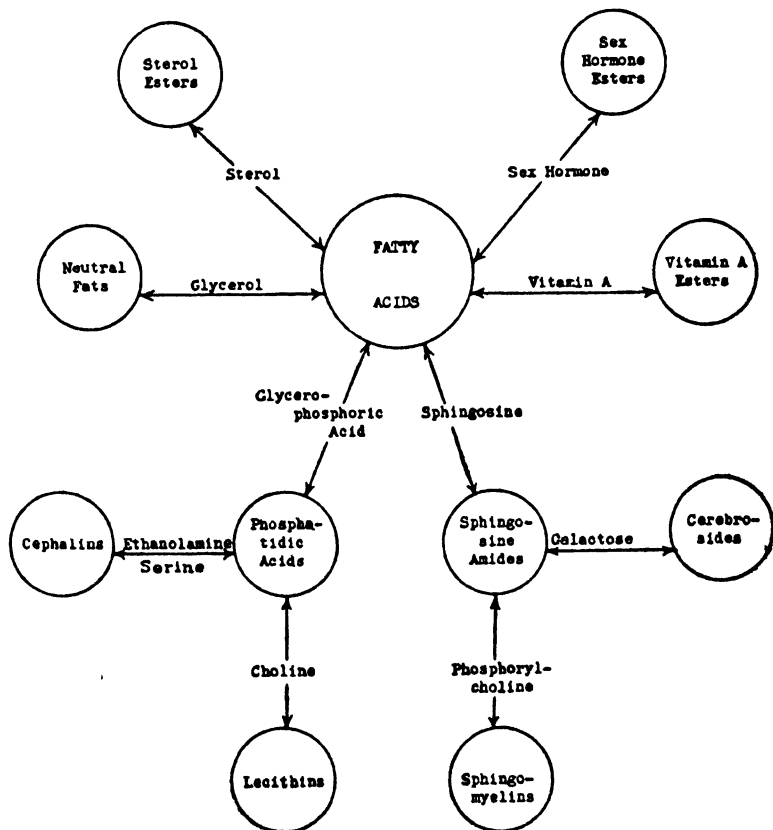 Sterol
Esters
Sex
Hormone
Esters
Sterol
Sex Hormone
FATTY
ACIDS
Neutral
Fats
Glycerol
Vitamin A
Vitamin A
Esters
Glycero-
phosphoric
Acid
Sphingosine
Cephalins
Ethanolamine
Serine
Phospha-
tidic
Acids
Sphingo-
sine
Amides
Galactose
Cerebro-
sides
Choline
Phosphoryl-
choline
Lecithins
Sphingo-
myelins